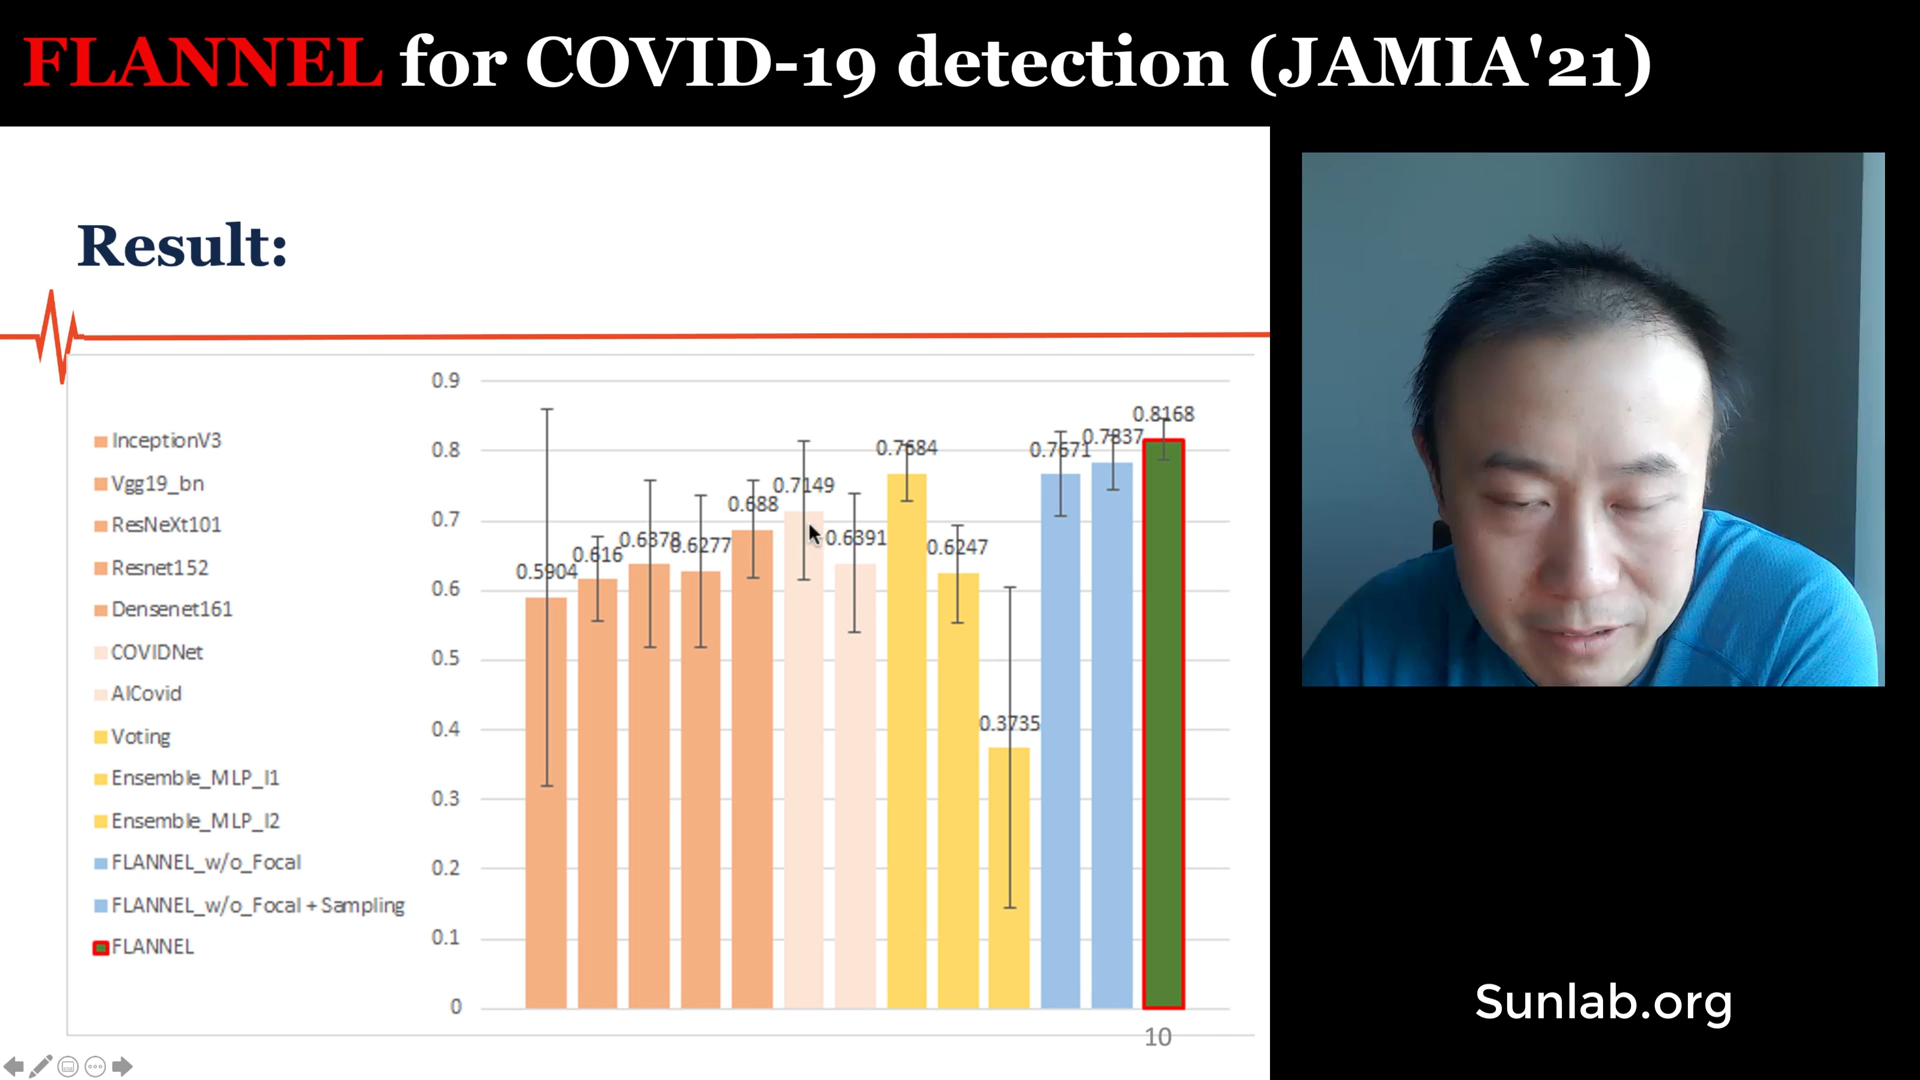 FLANNEL for COVID-19 detection (JAMIA'21)
Result:
InceptionV3
Vgg19_bn
ResNeXt101
Resnet152
Densenet161
COVIDNet
AICovid
Voting
Ensemble_MLP_l1
Ensemble_MLP_l2
FLANNEL_w/o_Focal
FLANNEL_w/o_Focal + Sampling
FLANNEL
0.9
0.8
0.7
0.6
0.5
0.4
0.3
0.2
0.1
0
0.5904
0.616
0.6378
0.6277
0.688
0.7149
0.6391
0.7684
0.6247
0.3735
0.7671
0.7837
0.8168
10
Sunlab.org